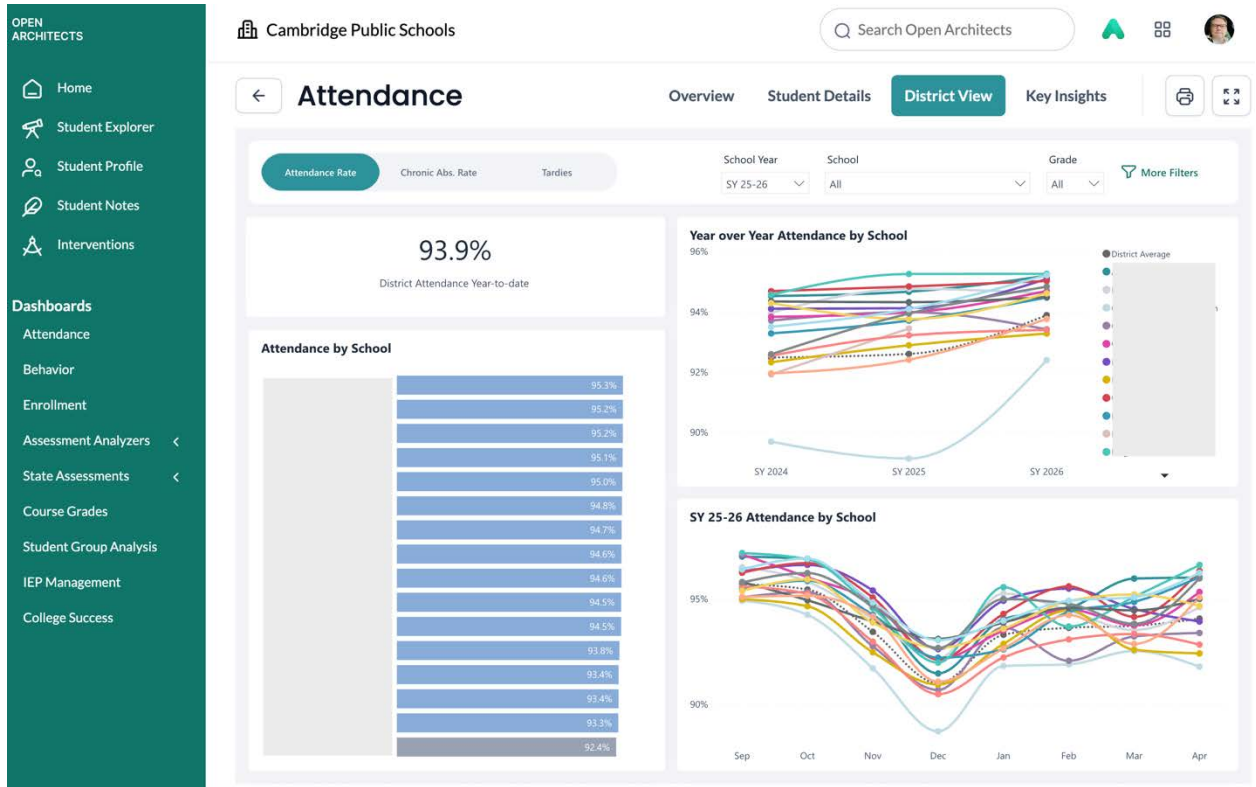 OPEN
ARCHITECTS
Home
Student Explorer
Student Profile
Student Notes
Interventions
Dashboards
Attendance
Behavior
Enrollment
Assessment Analyzers
State Assessments
Course Grades
Student Group Analysis
IEP Management
College Success
Cambridge Public Schools
Search Open Architects
Attendance
Overview
Student Details
District View
Key Insights
Attendance Rate
Chronic Abs. Rate
Tardies
School Year
SY 25-26
School
All
Grade
All
More Filters
93.9%
District Attendance Year-to-date
Attendance by School
95.3%
95.2%
95.2%
95.1%
95.0%
94.8%
94.7%
94.6%
94.6%
94.5%
94.5%
93.8%
93.4%
93.4%
93.3%
92.4%
Year over Year Attendance by School
96%
94%
92%
90%
SY 2024
SY 2025
SY 2026
District Average
SY 25-26 Attendance by School
95%
90%
Sep
Oct
Nov
Dec
Jan
Feb
Mar
Apr